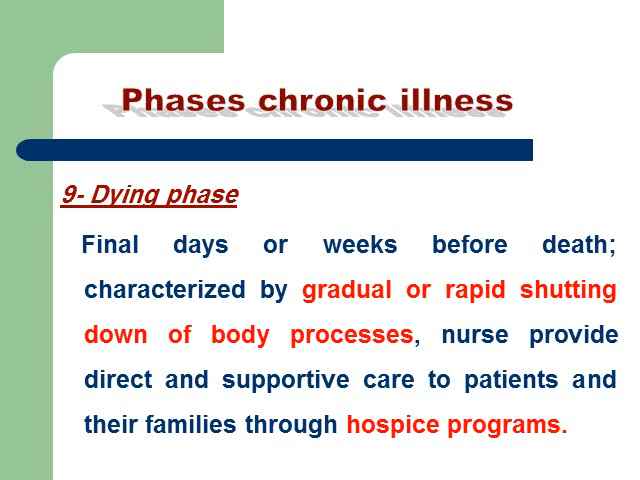 Phases chronic illness
9- Dying phase
Final days or weeks before death;
characterized by gradual or rapid shutting
down of body processes, nurse provide
direct and supportive care to patients and
their families through hospice programs.